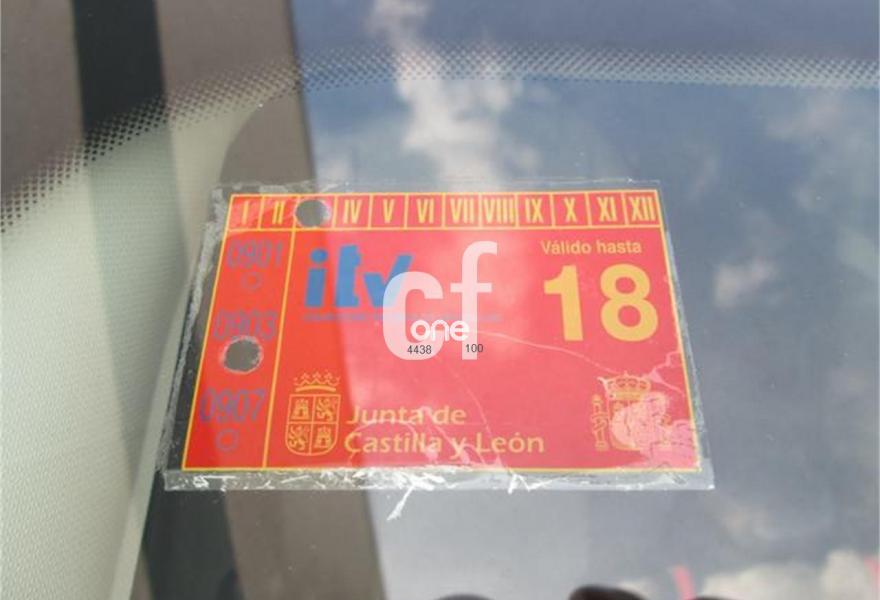 I II IV V VI VII VIII IX X XI XII
0901
itv
Válido hasta
18
0903
cf
one
4438 100
0907
Junta de
Castilla y León